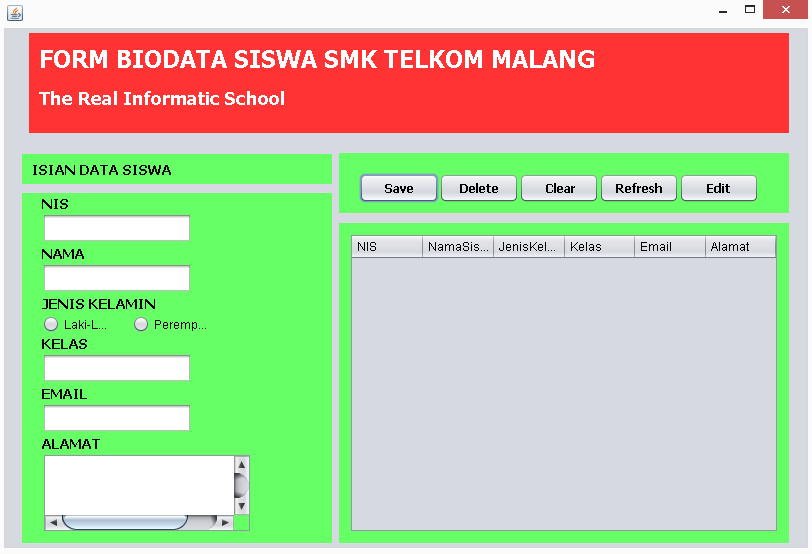 FORM BIODATA SISWA SMK TELKOM MALANG
The Real Informatic School
ISIAN DATA SISWA
NIS
NAMA
JENIS KELAMIN
Laki-L... Peremp...
KELAS
EMAIL
ALAMAT
Save Delete Clear Refresh Edit
NIS NamaSis... JenisKel... Kelas Email Alamat